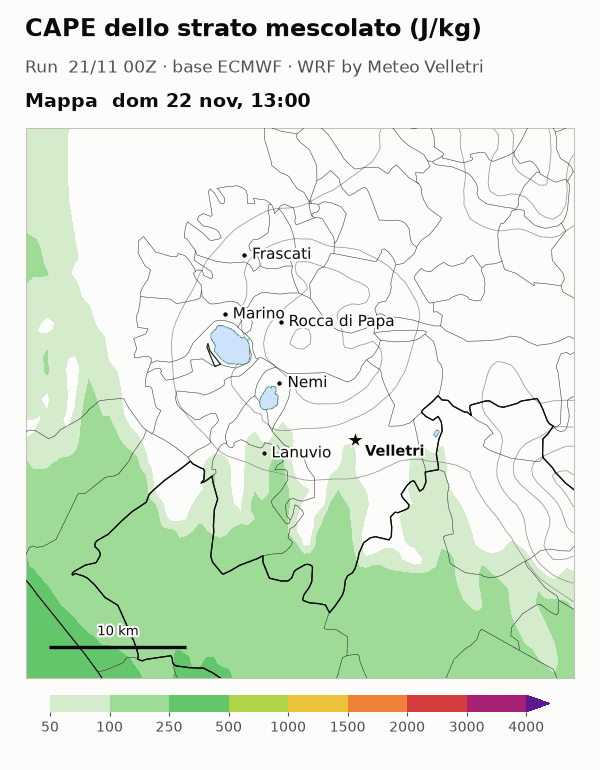 CAPE dello strato mescolato (J/kg)
Run 21/11 00Z · base ECMWF · WRF by Meteo Velletri
Mappa dom 22 nov, 13:00
Frascati
Marino
Rocca di Papa
Nemi
Lanuvio
Velletri
10 km
50 100 250 500 1000 1500 2000 3000 4000